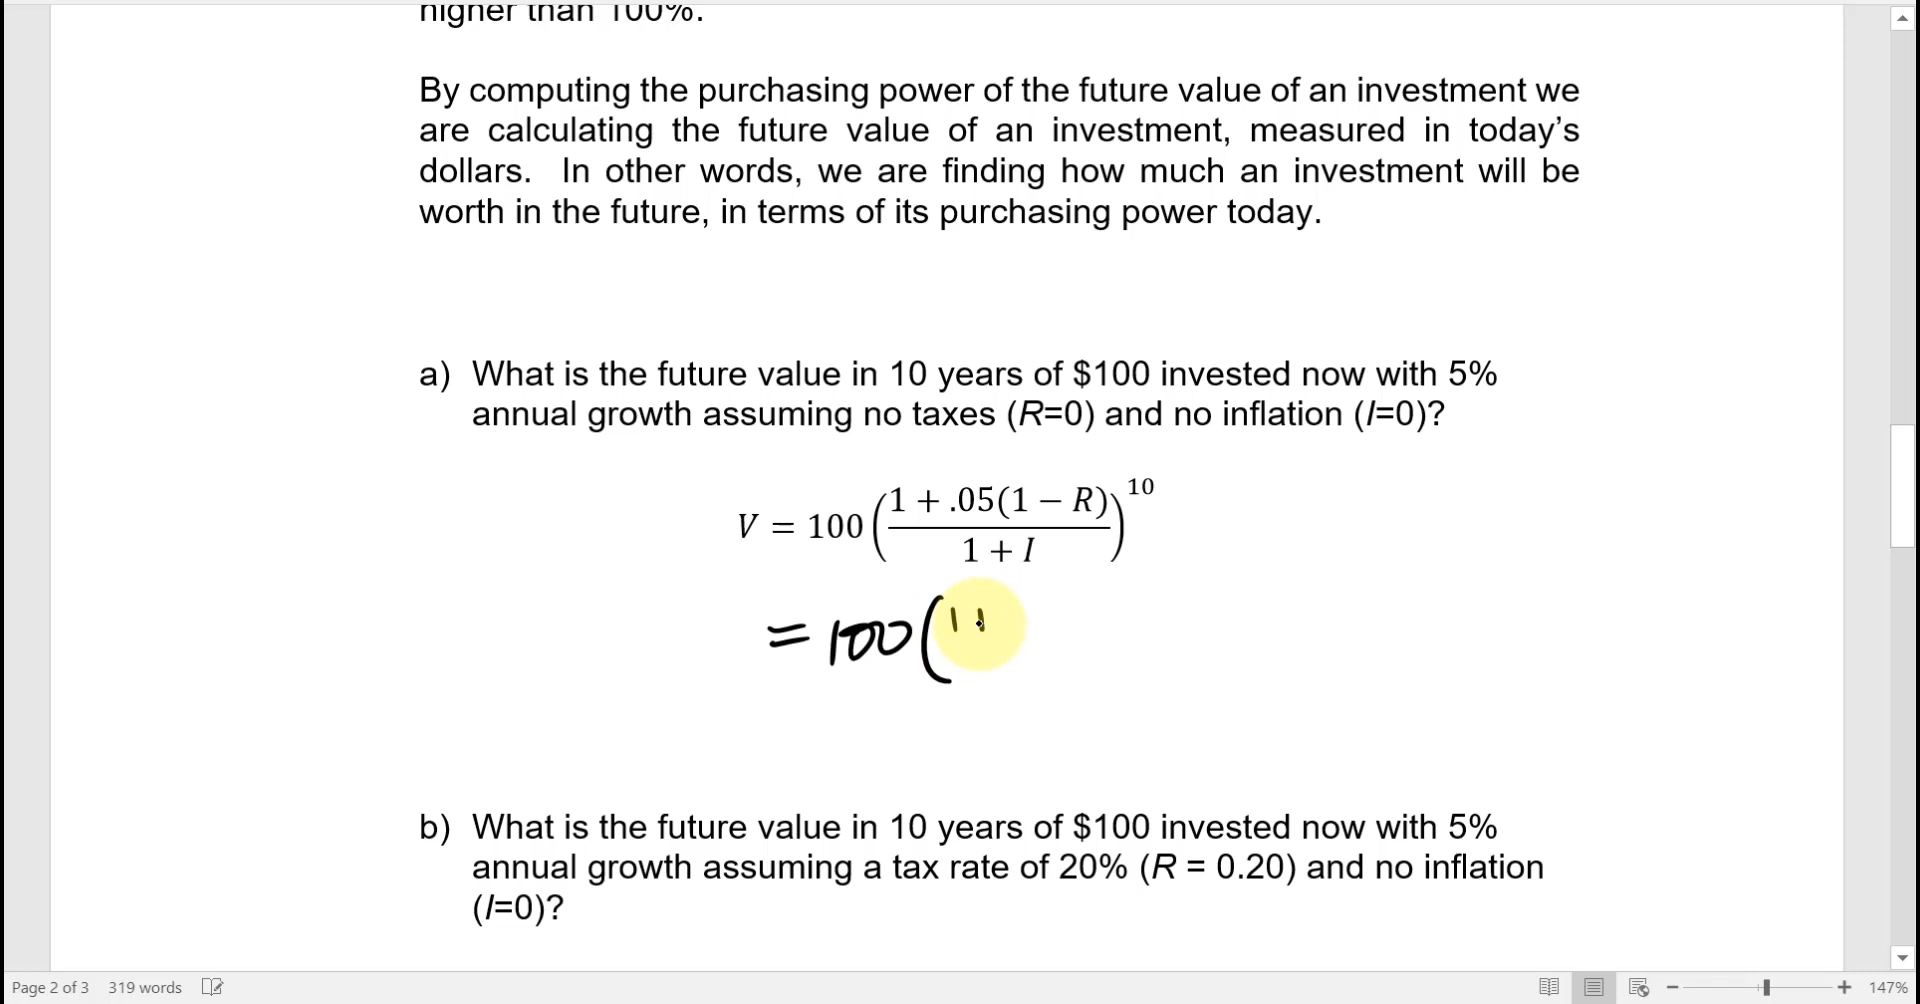 higher than 100%.
By computing the purchasing power of the future value of an investment we
are calculating the future value of an investment, measured in today’s
dollars. In other words, we are finding how much an investment will be
worth in the future, in terms of its purchasing power today.
a) What is the future value in 10 years of $100 invested now with 5%
annual growth assuming no taxes (R=0) and no inflation (I=0)?
V = 100 ( (1 + .05(1 − R)) / (1 + I) )^10
= 100 ( 1
b) What is the future value in 10 years of $100 invested now with 5%
annual growth assuming a tax rate of 20% (R = 0.20) and no inflation
(I=0)?
Page 2 of 3 319 words 147%